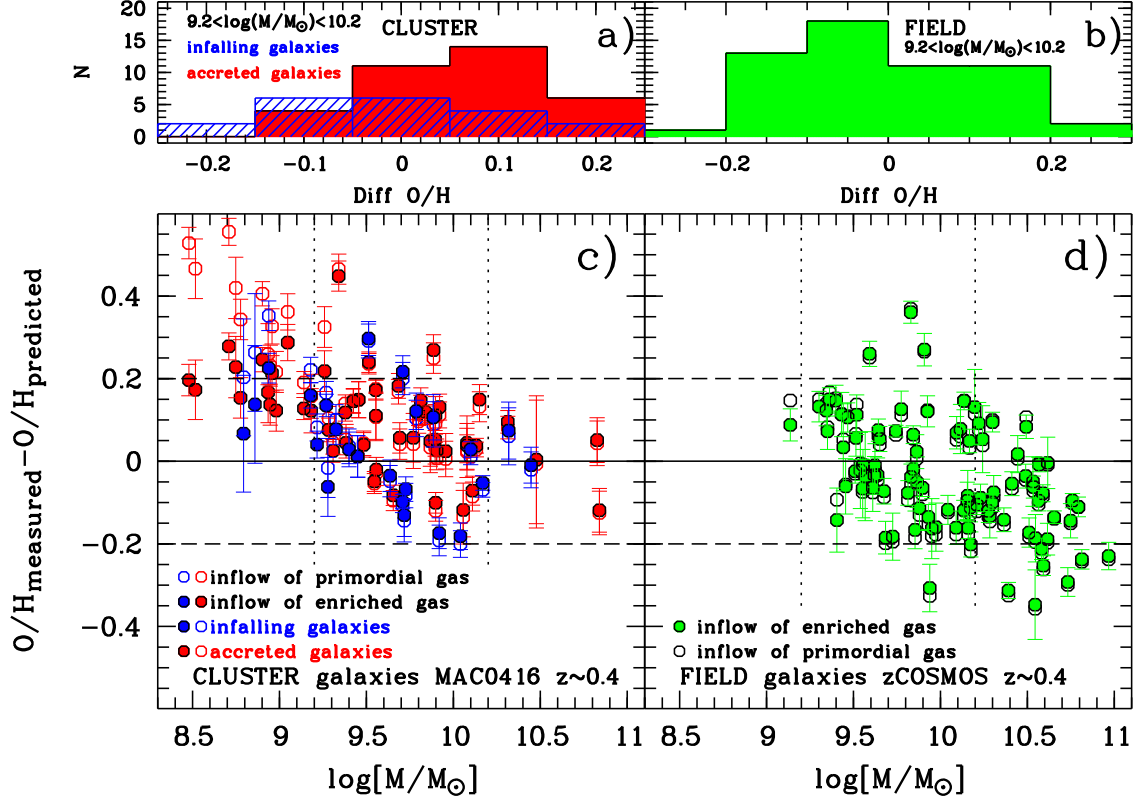 9.2<log(M/M⊙)<10.2
CLUSTER
a)
infalling galaxies
accreted galaxies
FIELD
9.2<log(M/M⊙)<10.2
b)
N
20
15
10
5
0
-0.2
-0.1
0
0.1
0.2
-0.2
0
0.2
Diff O/H
Diff O/H
c)
d)
O/Hmeasured-O/Hpredicted
0.4
0.2
0
-0.2
-0.4
inflow of primordial gas
inflow of enriched gas
infalling galaxies
accreted galaxies
CLUSTER galaxies MAC0416 z~0.4
inflow of enriched gas
inflow of primordial gas
FIELD galaxies zCOSMOS z~0.4
8.5
9
9.5
10
10.5
11
9
9.5
10
10.5
11
log[M/M⊙]
log[M/M⊙]